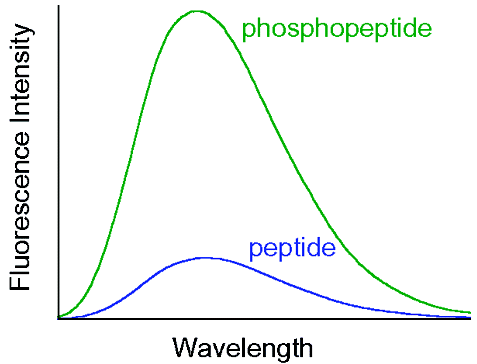 phosphopeptide
Fluorescence Intensity
peptide
Wavelength